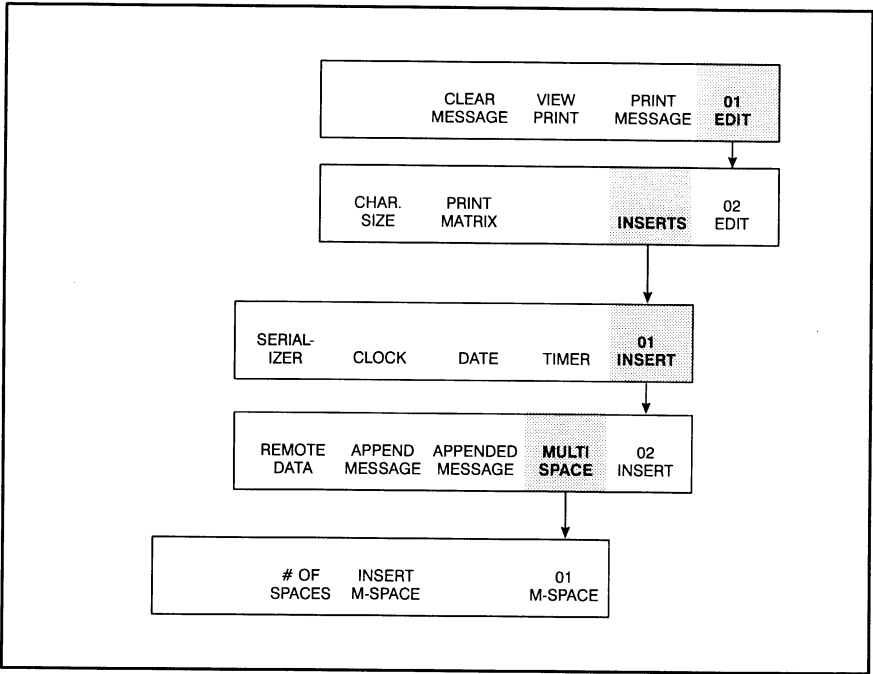 CLEAR VIEW PRINT 01
MESSAGE PRINT MESSAGE EDIT
CHAR. PRINT 02
SIZE MATRIX INSERTS EDIT
SERIAL- 01
IZER CLOCK DATE TIMER INSERT
REMOTE APPEND APPENDED MULTI 02
DATA MESSAGE MESSAGE SPACE INSERT
# OF INSERT 01
SPACES M-SPACE M-SPACE